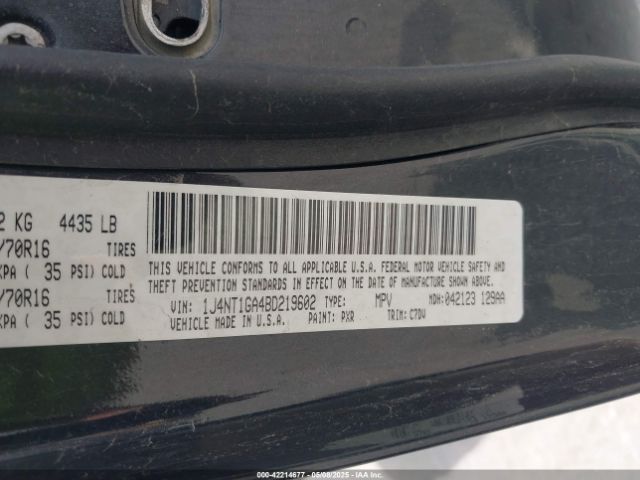 2 KG 4435 LB
/70R16 TIRES
KPA ( 35 PSI) COLD
/70R16 TIRES
KPA ( 35 PSI) COLD
THIS VEHICLE CONFORMS TO ALL APPLICABLE U.S.A. FEDERAL MOTOR VEHICLE SAFETY AND
THEFT PREVENTION STANDARDS IN EFFECT ON THE DATE OF MANUFACTURE SHOWN ABOVE.
VIN: 1J4NT1GA4BD219602 TYPE: MPV MDH:042123 129AA
VEHICLE MADE IN U.S.A. PAINT: PXR TRIM: C7DV
000-42214677 - 05/08/2025 - Copyright IAA, Inc.